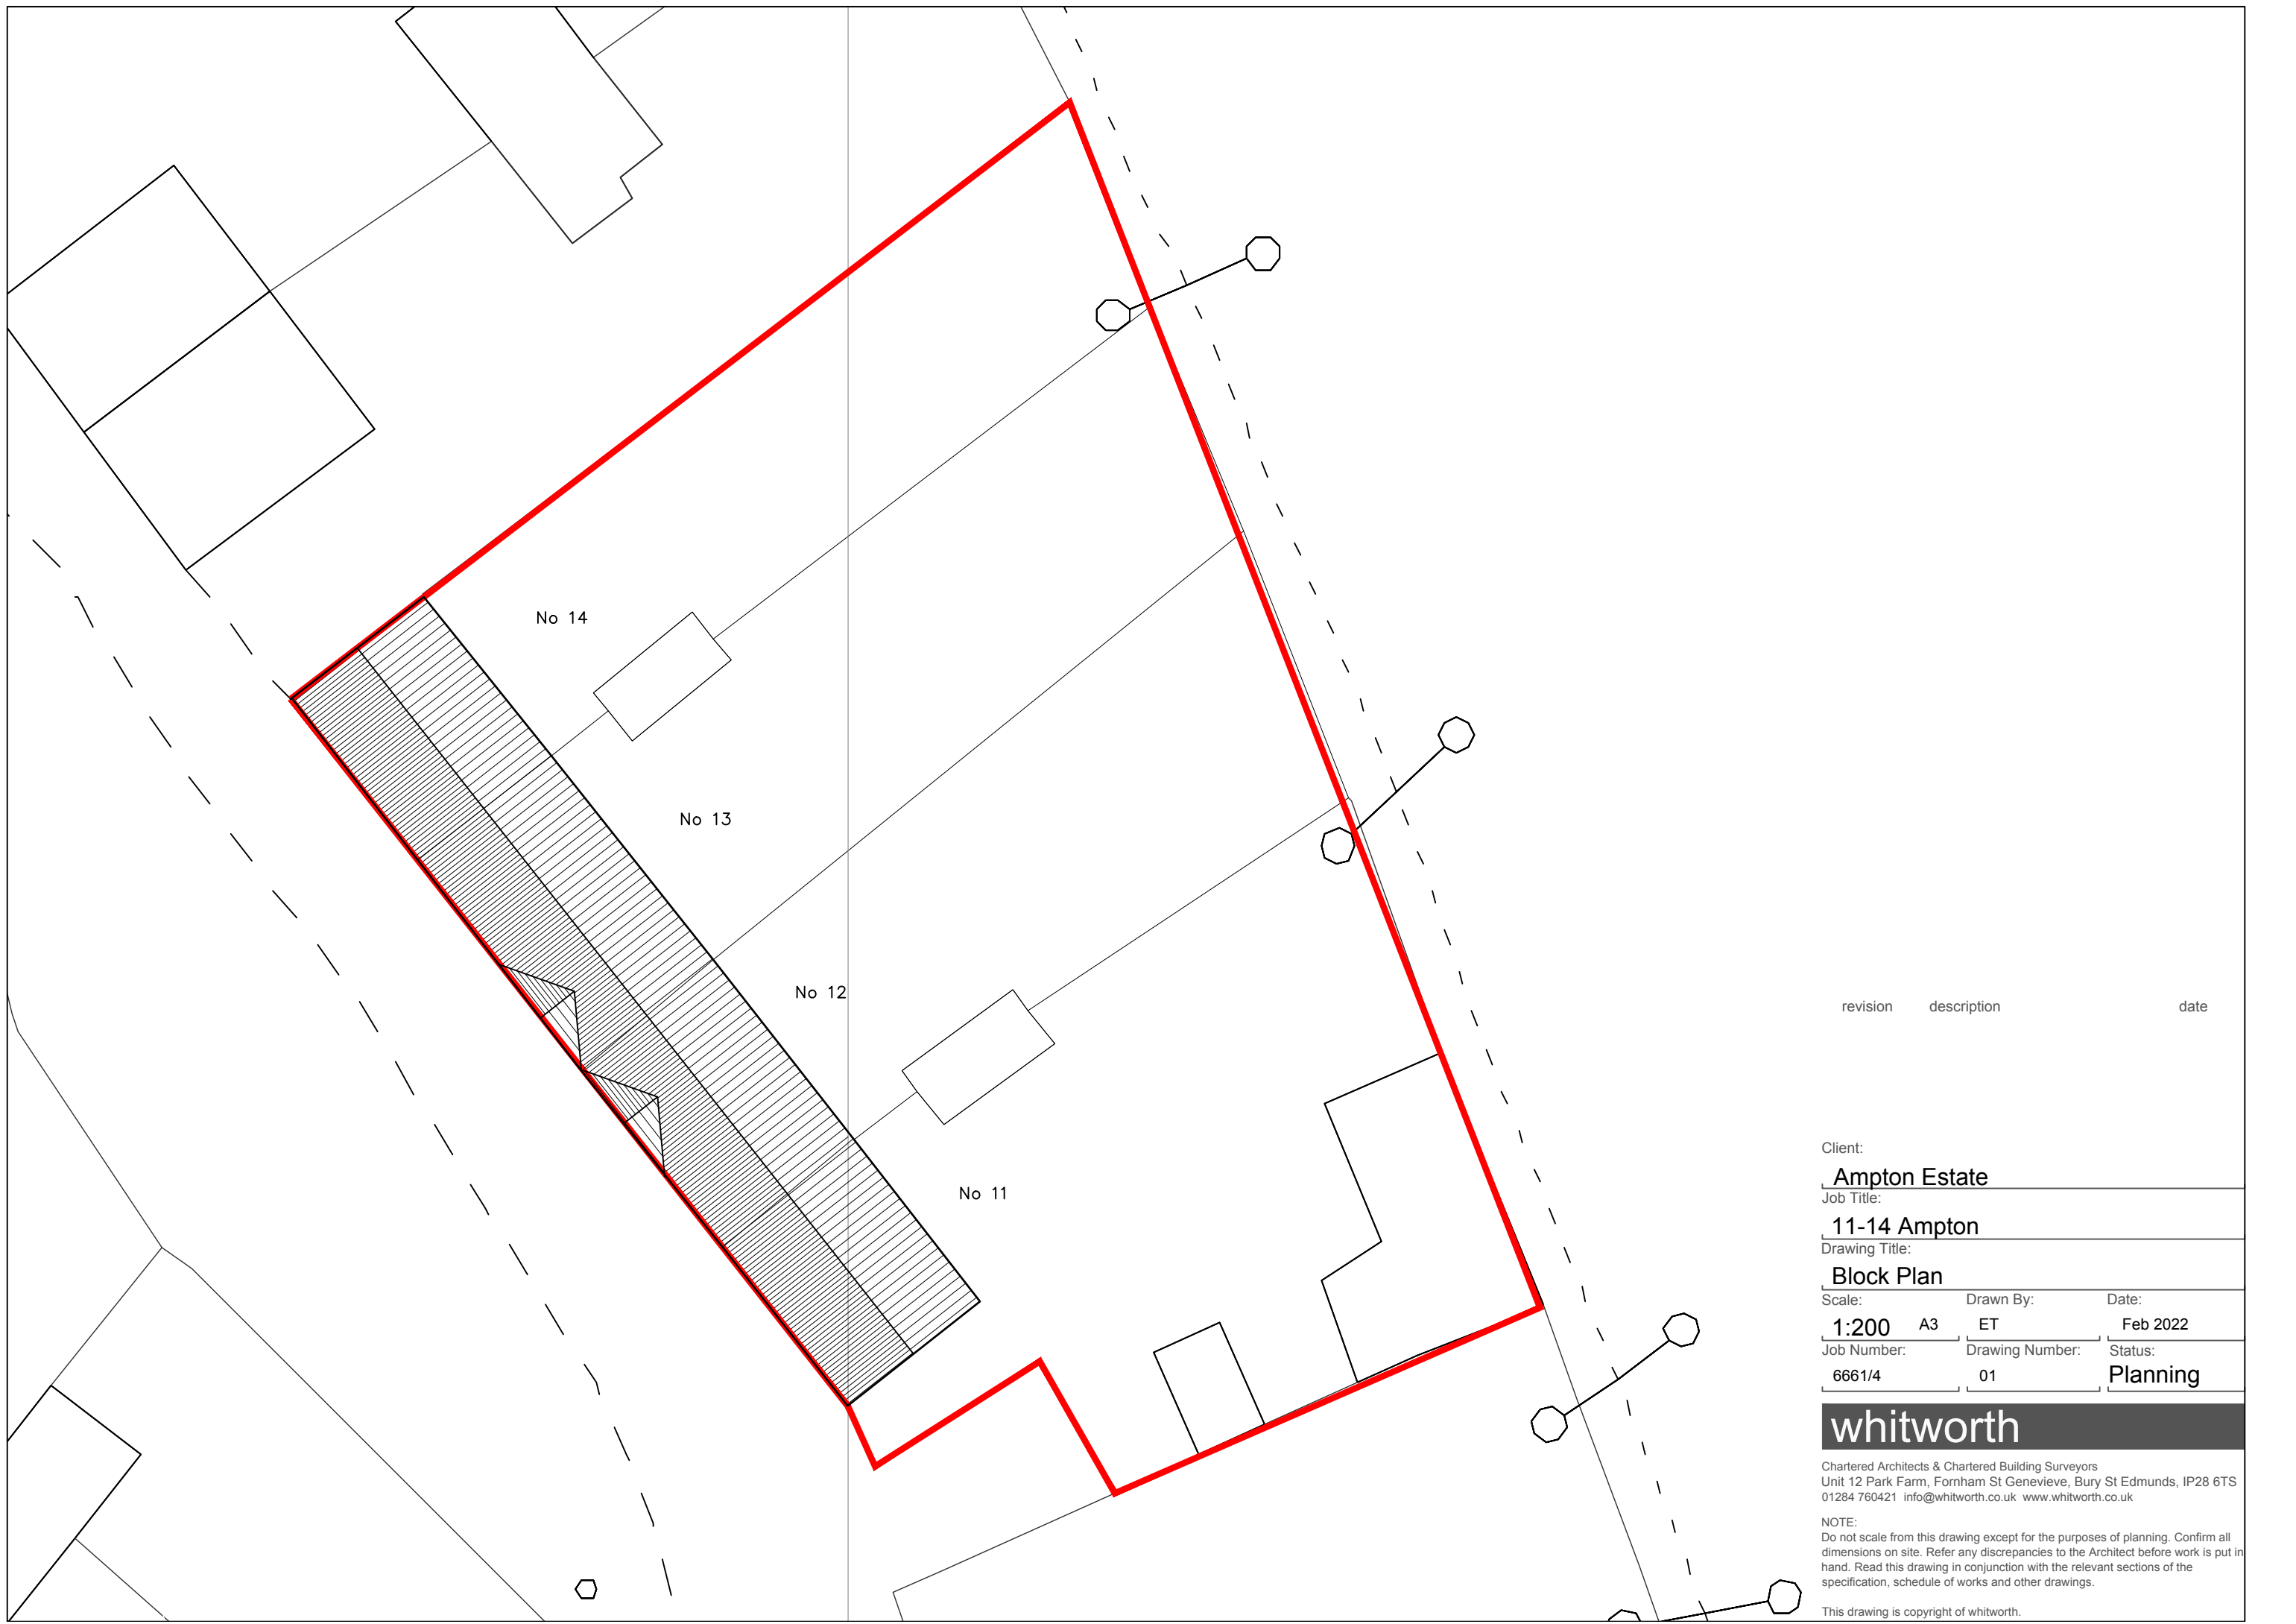 No 14
No 13
No 12
No 11
revision description date
Client:
Ampton Estate
Job Title:
11-14 Ampton
Drawing Title:
Block Plan
Scale: Drawn By: Date:
1:200 A3 ET Feb 2022
Job Number: Drawing Number: Status:
6661/4 01 Planning
whitworth
Chartered Architects & Chartered Building Surveyors
Unit 12 Park Farm, Fornham St Genevieve, Bury St Edmunds, IP28 6TS
01284 760421 info@whitworth.co.uk www.whitworth.co.uk
NOTE:
Do not scale from this drawing except for the purposes of planning. Confirm all
dimensions on site. Refer any discrepancies to the Architect before work is put in
hand. Read this drawing in conjunction with the relevant sections of the
specification, schedule of works and other drawings.
This drawing is copyright of whitworth.